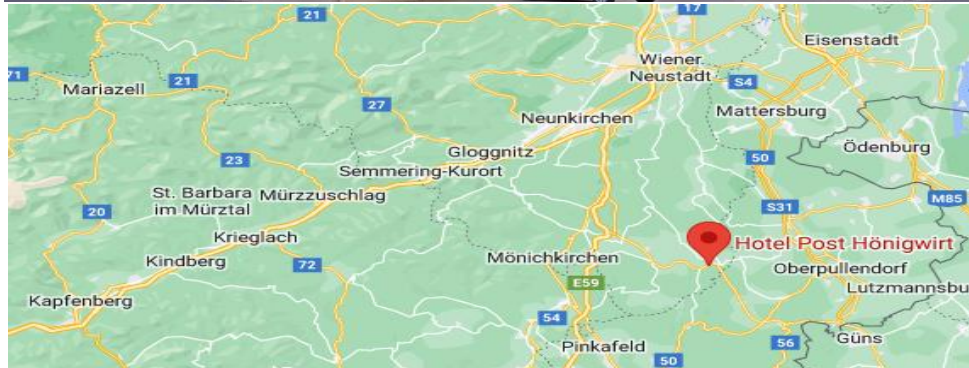 21
17
Eisenstadt
Wiener
Neustadt
71
21
Mariazell
S4
27
Mattersburg
Neunkirchen
Ödenburg
Gloggnitz
50
23
Semmering-Kurort
St. Barbara
im Mürztal
Mürzzuschlag
M85
20
S31
Krieglach
Hotel Post Hönigwirt
Kindberg
72
Mönichkirchen
Oberpullendorf
E59
Lutzmannsbu
Kapfenberg
54
Güns
56
Pinkafeld
50